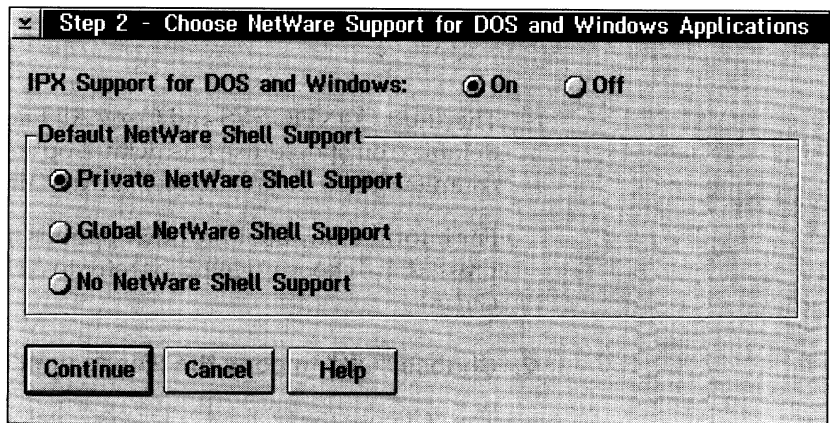 Step 2 - Choose NetWare Support for DOS and Windows Applications
IPX Support for DOS and Windows: On Off
Default NetWare Shell Support
Private NetWare Shell Support
Global NetWare Shell Support
No NetWare Shell Support
Continue Cancel Help